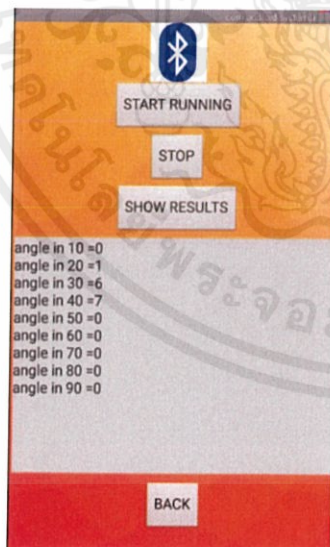 START RUNNING
STOP
SHOW RESULTS
angle in 10 =0
angle in 20 =1
angle in 30 =6
angle in 40 =7
angle in 50 =0
angle in 60 =0
angle in 70 =0
angle in 80 =0
angle in 90 =0
BACK